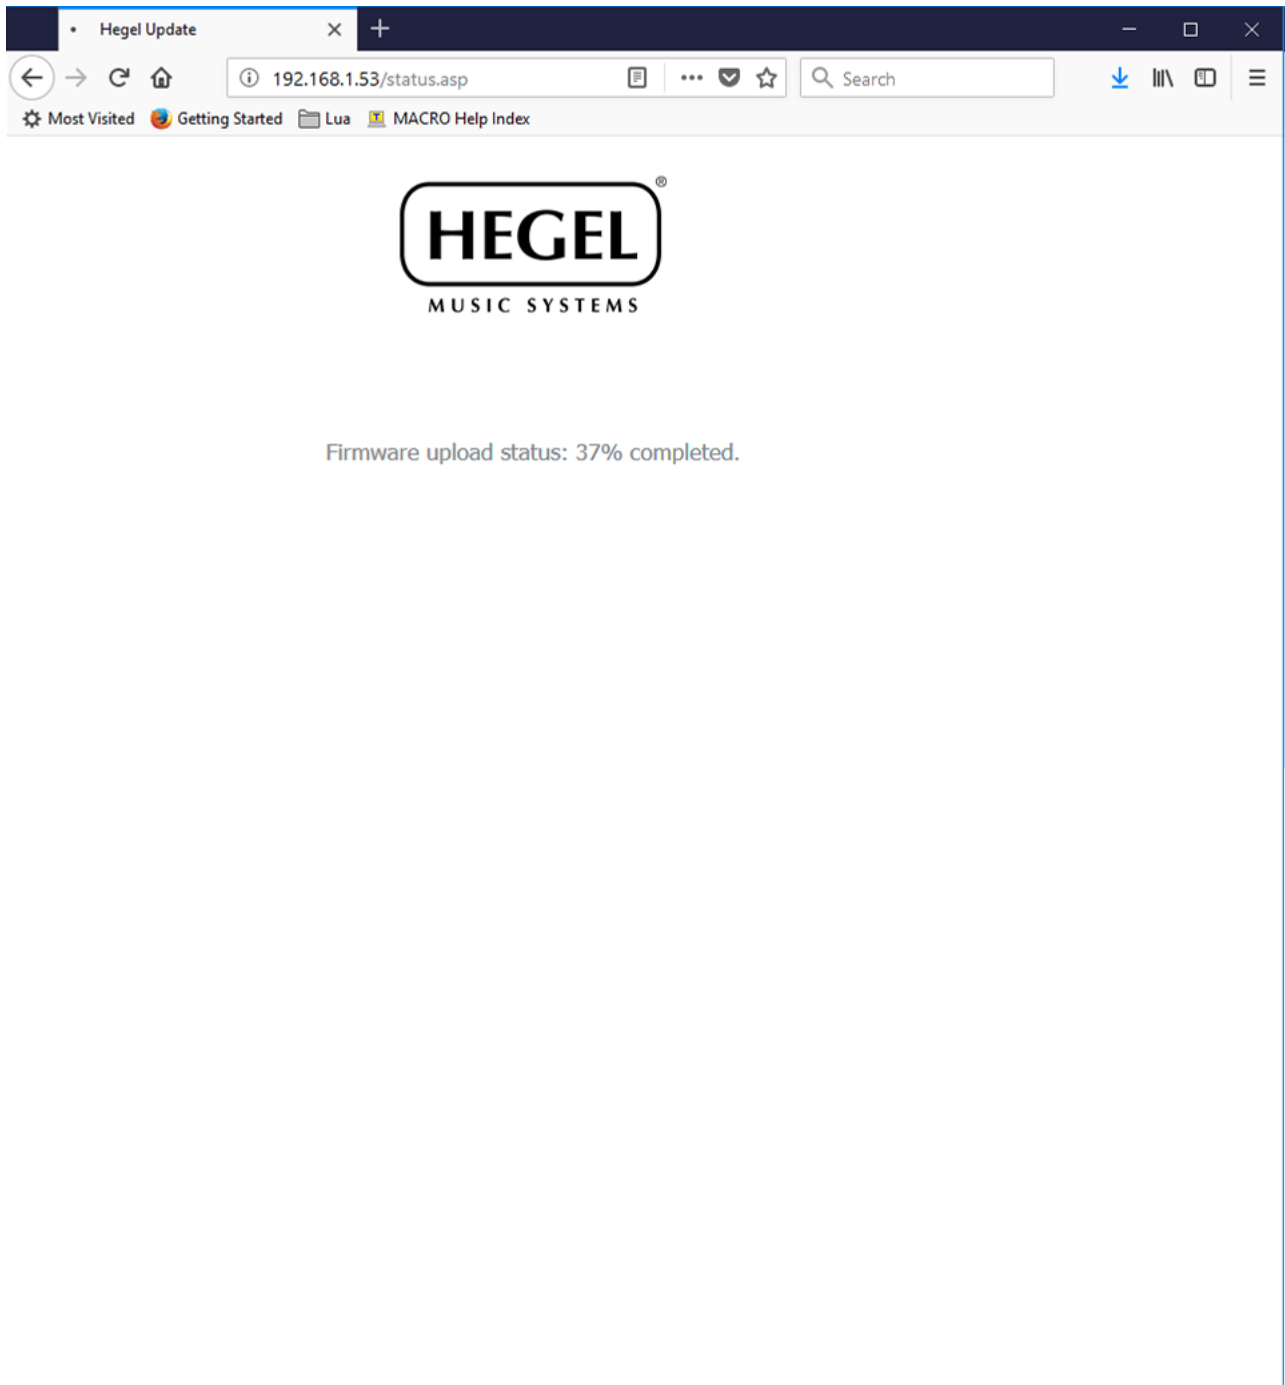 Hegel Update
192.168.1.53/status.asp
Search
Most Visited Getting Started Lua MACRO Help Index
HEGEL®
MUSIC SYSTEMS
Firmware upload status: 37% completed.